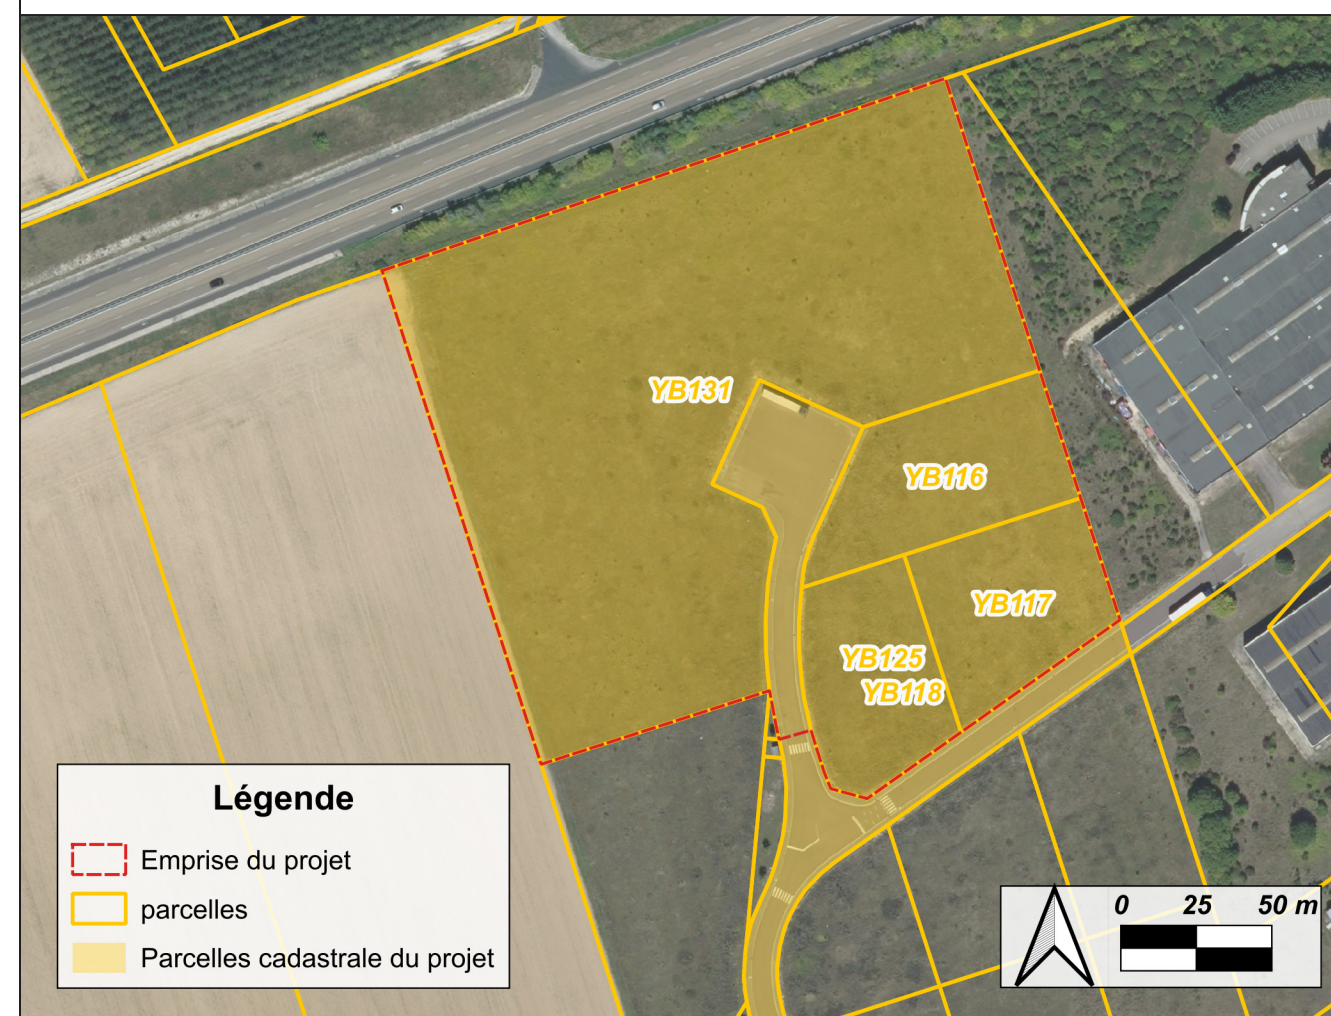 YB131
YB116
YB117
YB125
YB118
Légende
Emprise du projet
parcelles
Parcelles cadastrale du projet
0 25 50 m